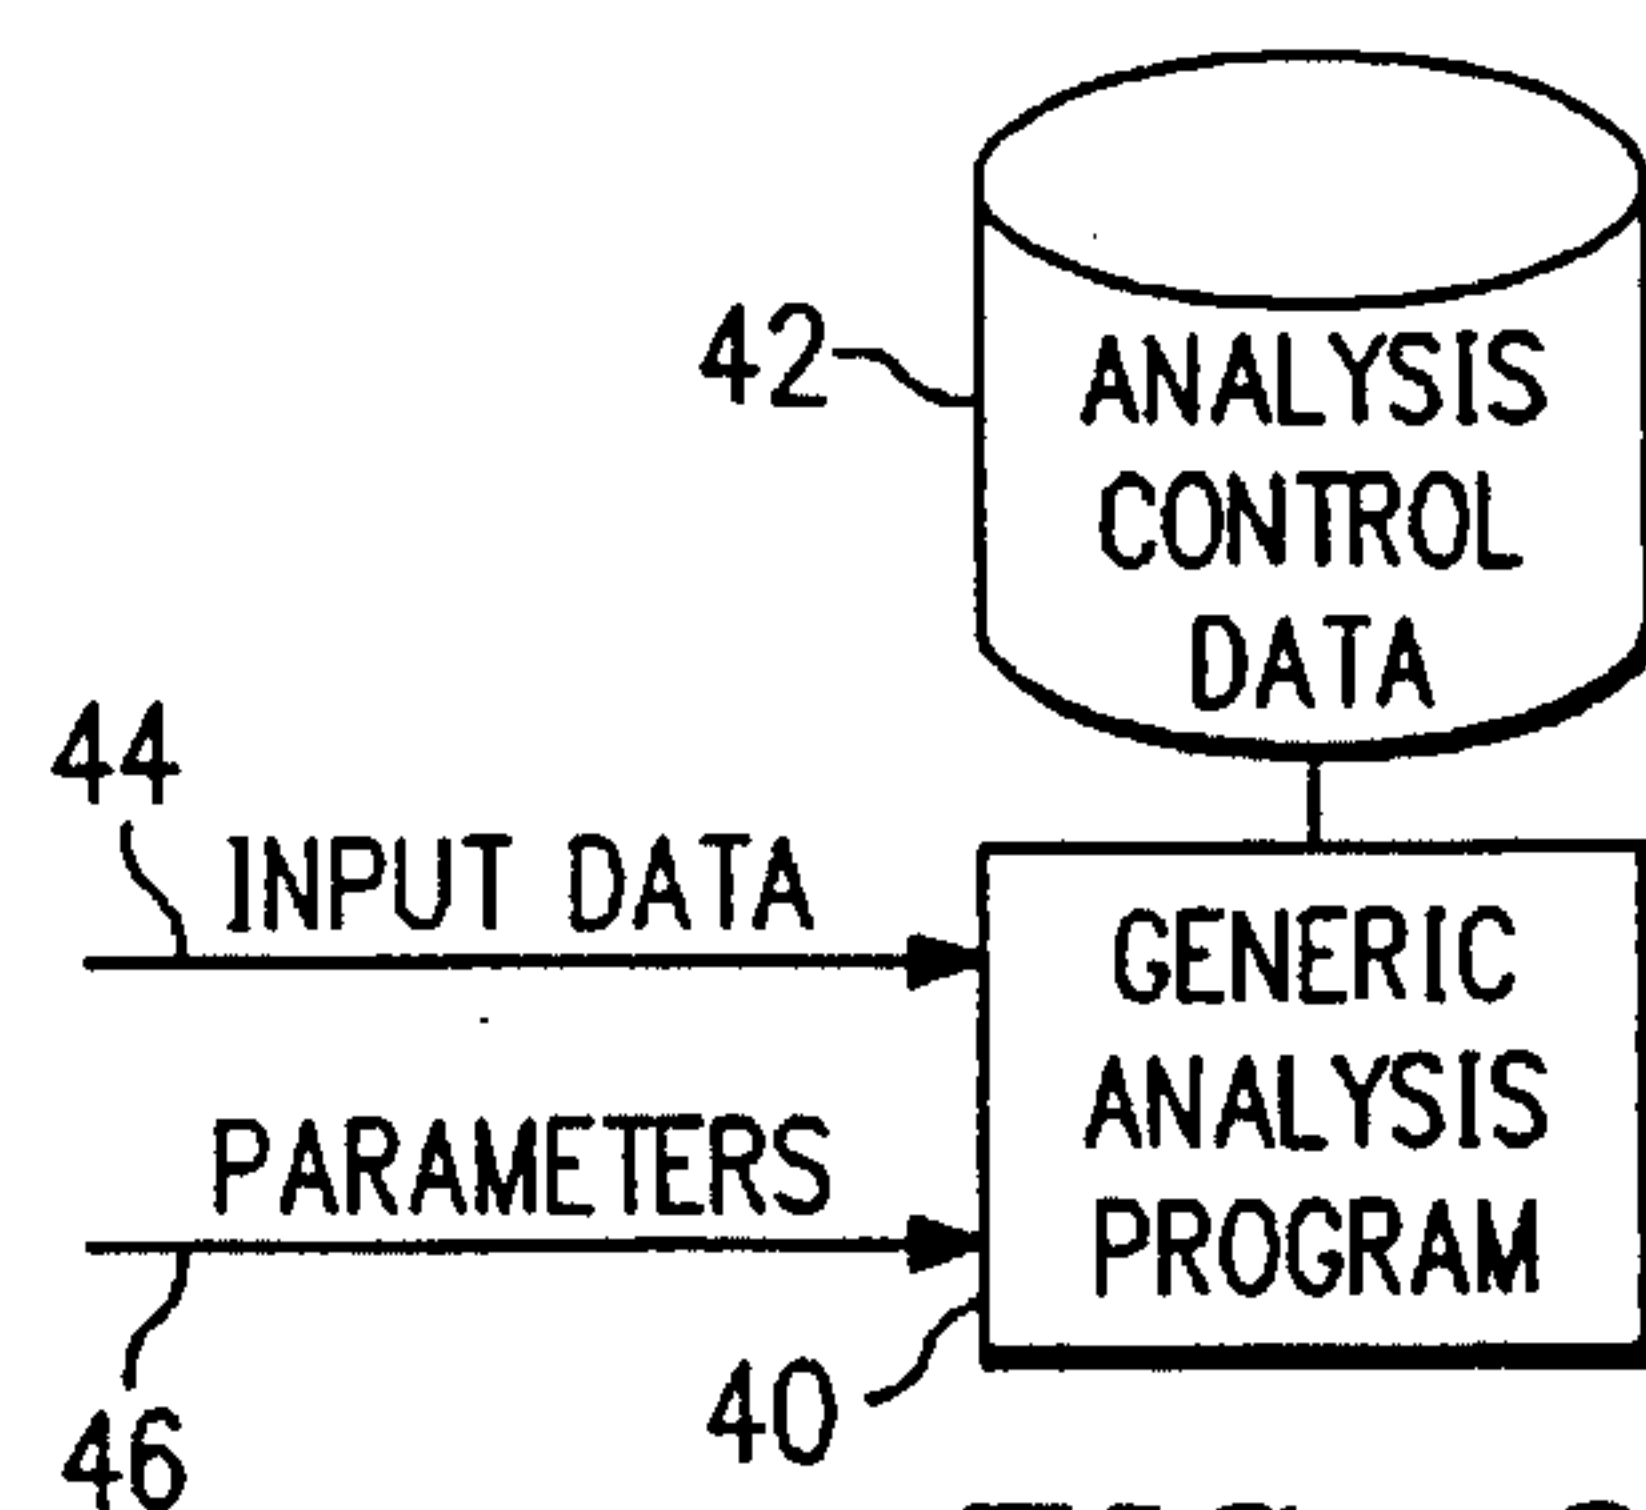 42
ANALYSIS
CONTROL
DATA
44
INPUT DATA
GENERIC
ANALYSIS
PROGRAM
PARAMETERS
40
46